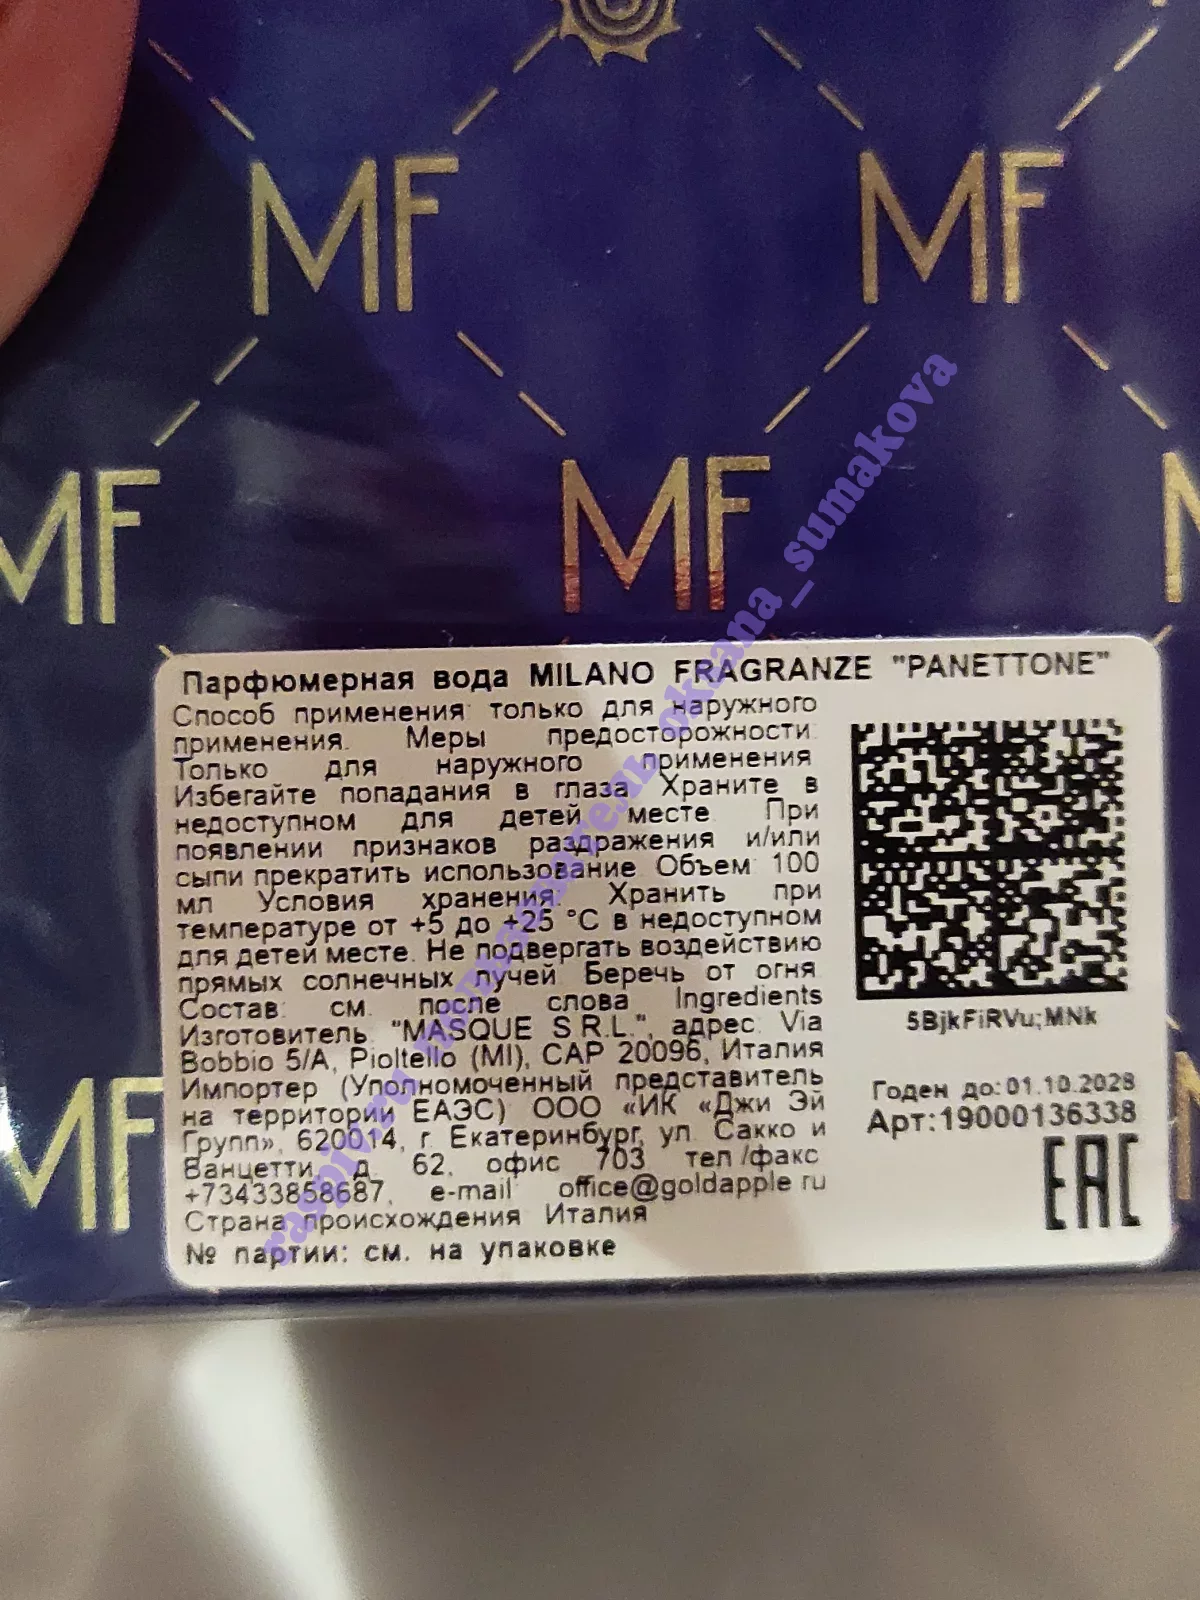 MF
MF
MF
MF
Парфюмерная вода MILANO FRAGRANZE "PANETTONE"
Способ применения: только для наружного
применения. Меры предосторожности:
Только для наружного применения
Избегайте попадания в глаза. Храните в
недоступном для детей месте. При
появлении признаков раздражения и/или
сыпи прекратить использование. Объем: 100
мл Условия хранения: Хранить при
температуре от +5 до +25 °C в недоступном
для детей месте. Не подвергать воздействию
прямых солнечных лучей. Беречь от огня.
Состав: см. после слова Ingredients
Изготовитель: "MASQUE S.R.L.", адрес: Via
Bobbio 5/A, Pioltello (MI), CAP 20096, Италия
Импортер (Уполномоченный представитель
на территории ЕАЭС) ООО «ИК «Джи Эй
Групп», 620014, г. Екатеринбург, ул. Сакко и
Ванцетти, д. 62, офис 703 тел./факс
+73433858687, e-mail: office@goldapple.ru
Страна происхождения Италия
№ партии: см. на упаковке
5BjkFiRVu;MNk
Годен до:01.10.2028
Арт:19000136338
EAC
MF
okeana_sumakova